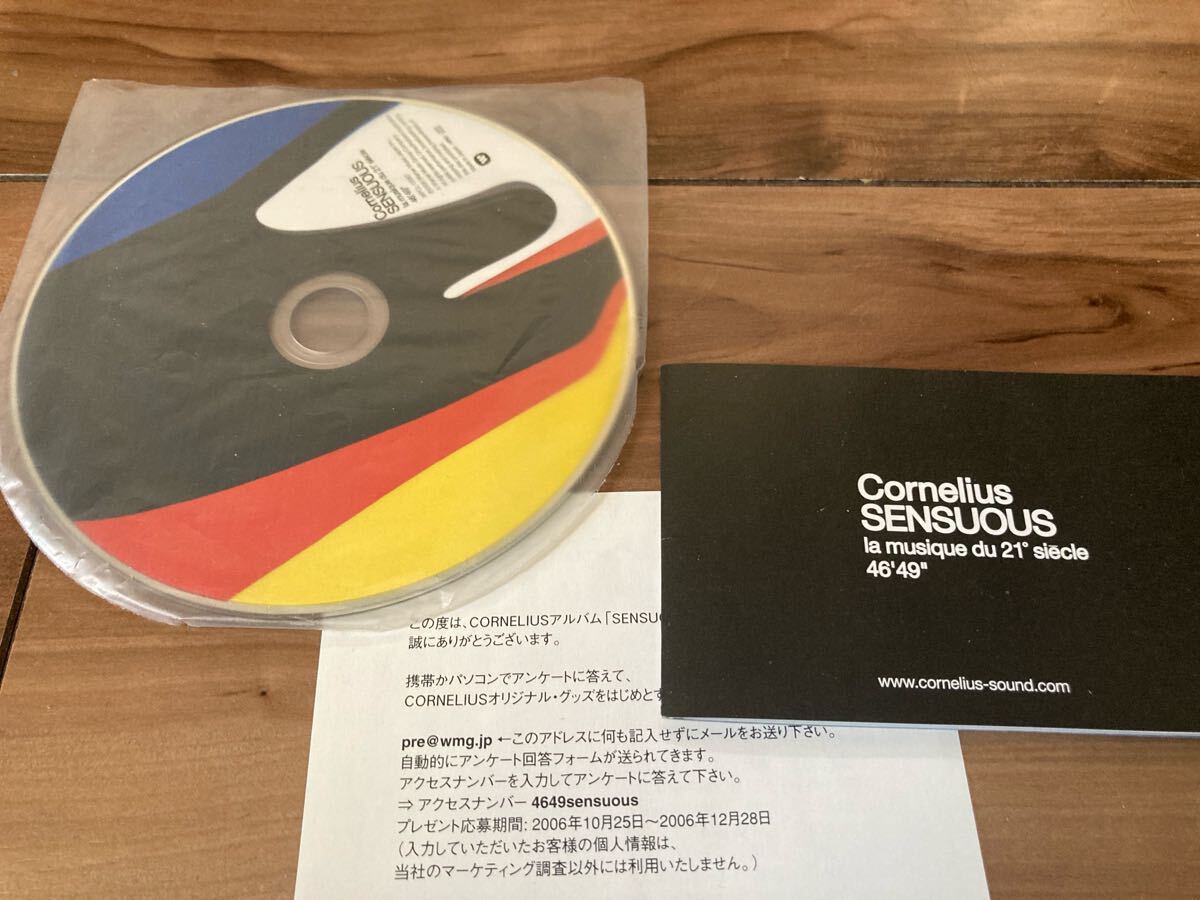 Cornelius
SENSUOUS
la musique du 21e siècle
46'49"
Cornelius
SENSUOUS
la musique du 21° siēcle
46'49"
www.cornelius-sound.com
この度は、CORNELIUSアルバム「SENSUO
誠にありがとうございます。
携帯かパソコンでアンケートに答えて、
CORNELIUSオリジナル・グッズをはじめとす
pre@wmg.jp ←このアドレスに何も記入せずにメールをお送り下さい。
自動的にアンケート回答フォームが送られてきます。
アクセスナンバーを入力してアンケートに答えて下さい。
⇒ アクセスナンバー 4649sensuous
プレゼント応募期間: 2006年10月25日〜2006年12月28日
(入力していただいたお客様の個人情報は、
当社のマーケティング調査以外には利用いたしません。)